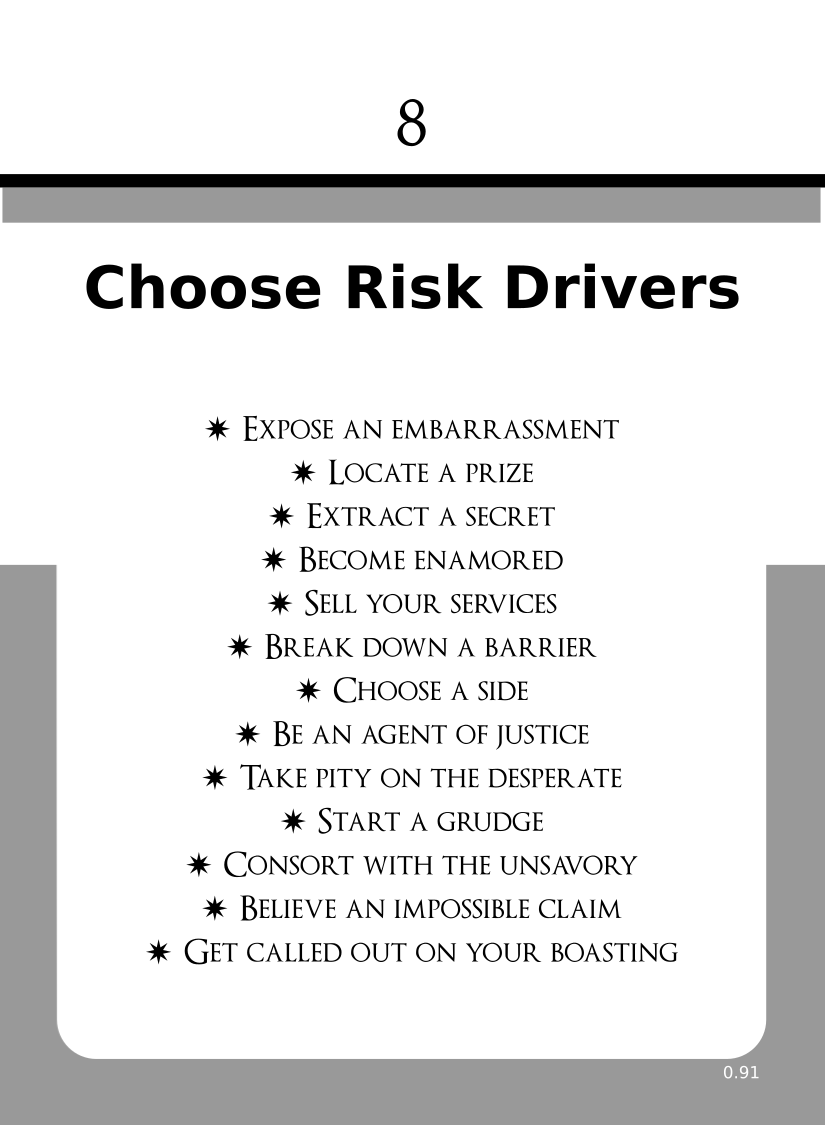 8
Choose Risk Drivers
✷ Expose an embarrassment
✷ Locate a prize
✷ Extract a secret
✷ Become enamored
✷ Sell your services
✷ Break down a barrier
✷ Choose a side
✷ Be an agent of justice
✷ Take pity on the desperate
✷ Start a grudge
✷ Consort with the unsavory
✷ Believe an impossible claim
✷ Get called out on your boasting
0.91